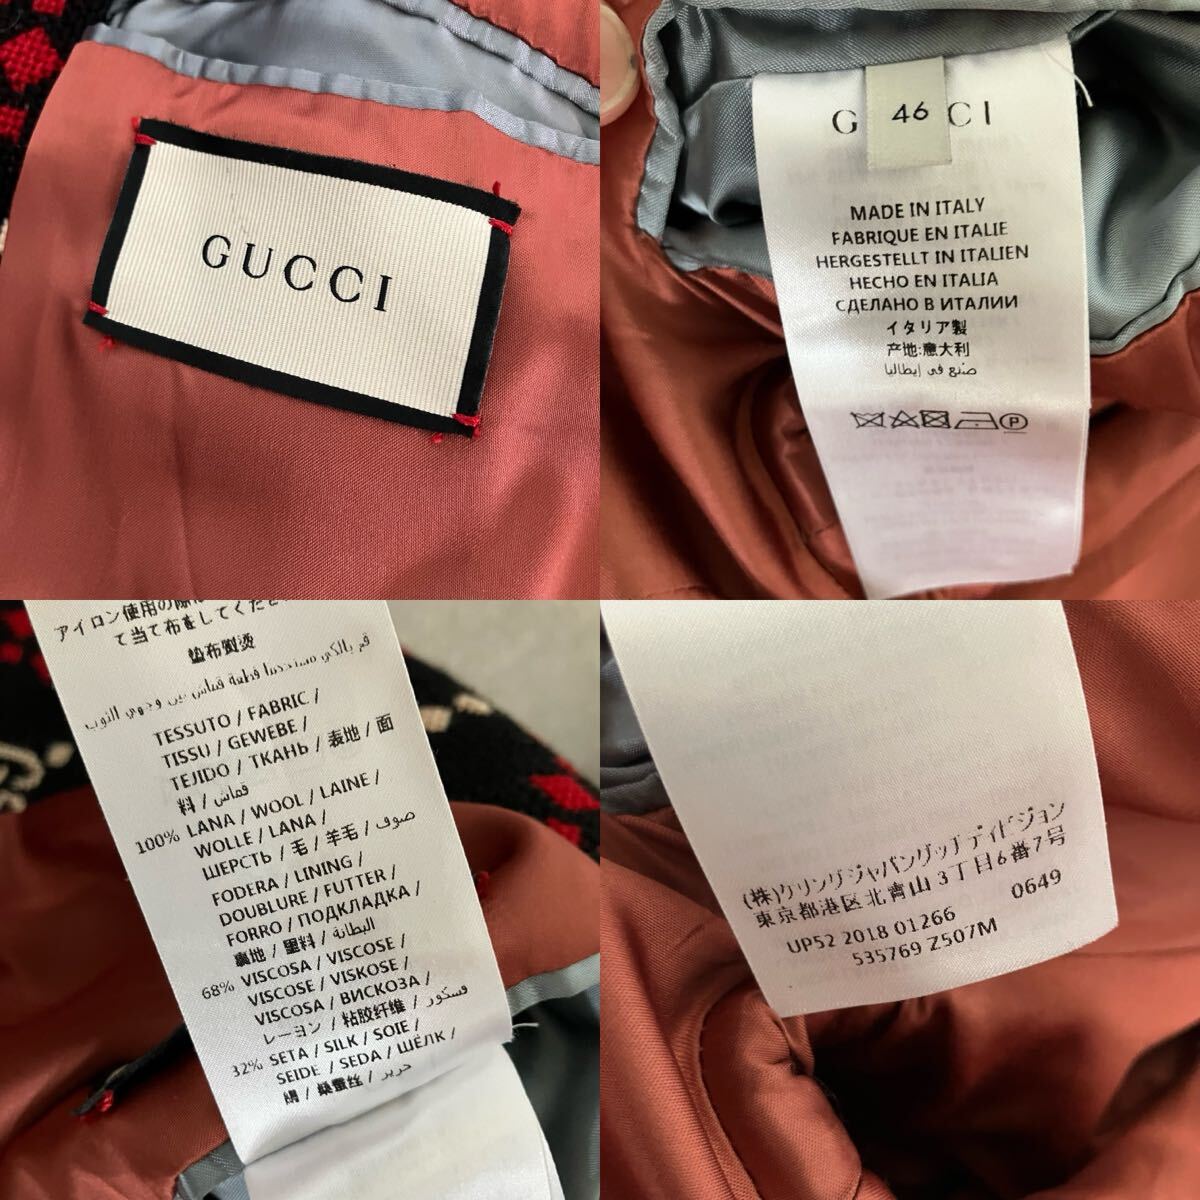 GUCCI
46
G CI
MADE IN ITALY
FABRIQUE EN ITALIE
HERGESTELLT IN ITALIEN
HECHO EN ITALIA
СДЕЛАНО В ИТАЛИИ
イタリア製
产地:意大利
صنع في إيطاليا
P
アイロン使用の際に
て当て布をしてくだ
垫布熨烫
TESSUTO / FABRIC /
TISSU / GEWEBE /
TEJIDO / ТКАНЬ / 表地 / 面
料 / قماش
100% LANA / WOOL / LAINE /
WOLLE / LANA /
ШЕРСТЬ / 毛 / 羊毛 / صوف
FODERA / LINING /
DOUBLURE / FUTTER /
FORRO / ПОДКЛАДКА /
裏地 / 里料 / البطانة
68% VISCOSA / VISCOSE /
VISCOSE / VISKOSE /
VISCOSA / ВИСКОЗА /
レーヨン / 粘胶纤维 / فسكوز
32% SETA / SILK / SOIE /
SEIDE / SEDA / ШЁЛК /
絹 / 桑蚕丝 / حرير
(株)ケリングジャパングッチディビジョン
東京都港区北青山3丁目6番7号
0649
UP52 2018 01266
535769 Z507M